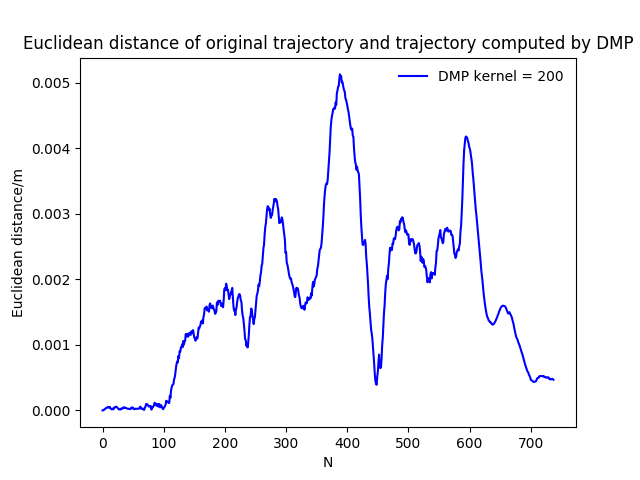 Euclidean distance of original trajectory and trajectory computed by DMP
DMP kernel = 200
Euclidean distance/m
0.005
0.004
0.003
0.002
0.001
0.000
0 100 200 300 400 500 600 700
N